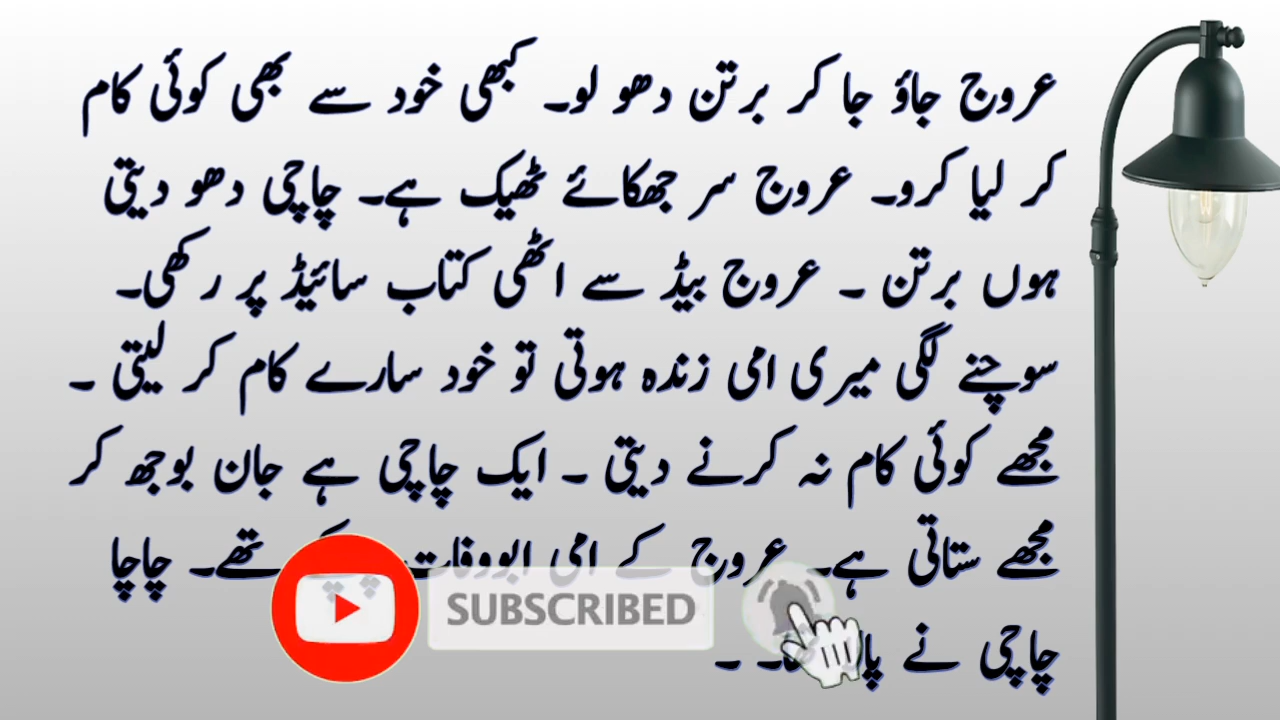 عروج جاؤ جا کر برتن دھو لو۔ کبھی خود سے بھی کوئی کام
کر لیا کرو۔ عروج سر جھکائے ٹھیک ہے۔ چاچی دھو دیتی
ہوں برتن ۔ عروج بیڈ سے اٹھی کتاب سائیڈ پر رکھی۔
سوچنے لگی میری امی زندہ ہوتی تو خود سارے کام کر لیتی ۔
مجھے کوئی کام نہ کرنے دیتی ۔ ایک چاچی ہے جان بوجھ کر
مجھے ستاتی ہے۔ عروج کے امی ابووفات تھے۔ چاچا
چاچی نے
SUBSCRIBED